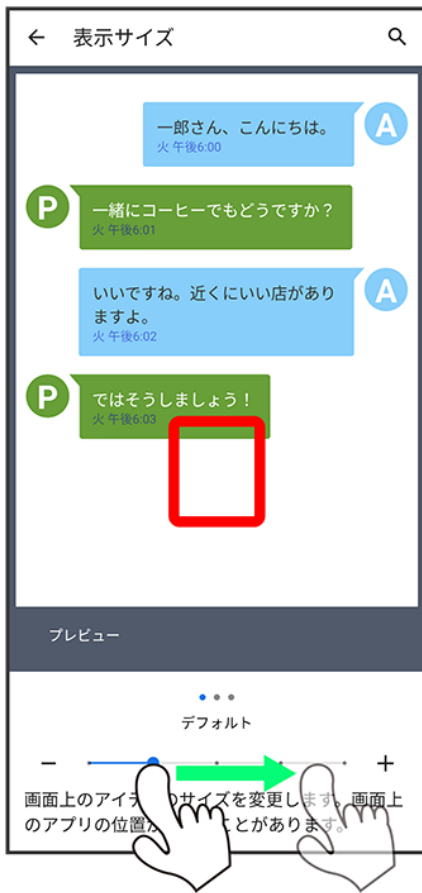 表示サイズ
一郎さん、こんにちは。
A
火 午後6:00
P
一緒にコーヒーでもどうですか？
火 午後6:01
いいですね。近くにいい店があり
A
ますよ。
火 午後6:02
P
ではそうしましょう！
火 午後6:03
プレビュー
デフォルト
画面上のアイテ のサイズを変更します。画面上
のアプリの位置が ことがあります。